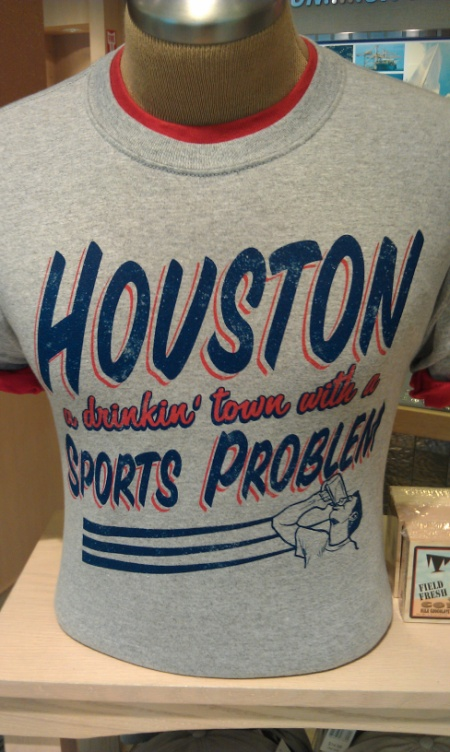 HOUSTON
a drinkin' town with a
SPORTS PROBLEM
FIELD
FRESH